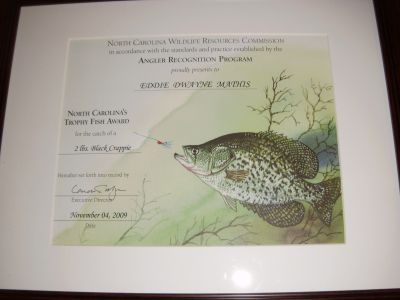 NORTH CAROLINA WILDLIFE RESOURCES COMMISSION
in accordance with the standards and practice established by the
ANGLER RECOGNITION PROGRAM
proudly presents to
EDDIE DWAYNE MATHIS
NORTH CAROLINA'S
TROPHY FISH AWARD
for the catch of a
2 lbs. Black Crappie
Hereafter set forth into record by
Executive Director
November 04, 2009
Date